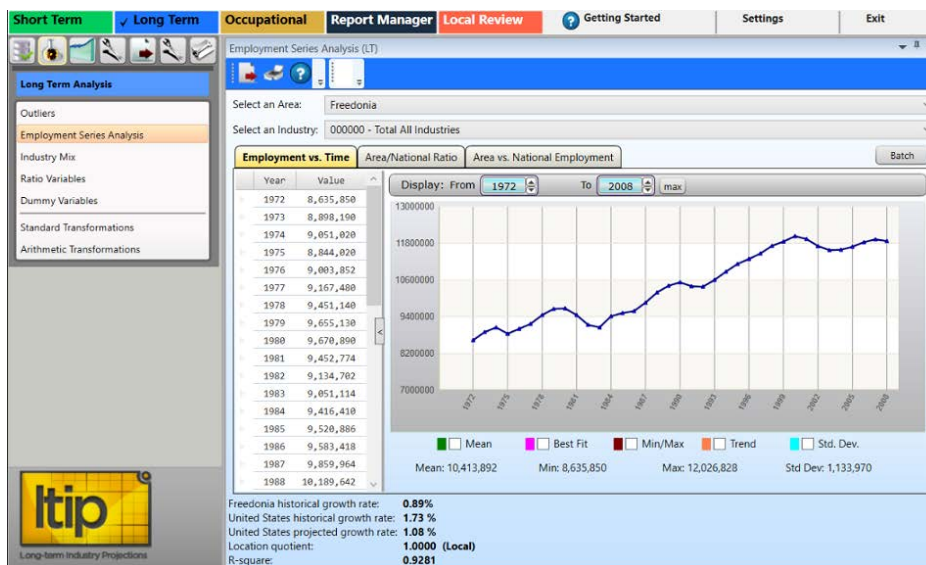 Short Term
✓ Long Term
Occupational
Report Manager
Local Review
? Getting Started
Settings
Exit
Long Term Analysis
Outliers
Employment Series Analysis
Industry Mix
Ratio Variables
Dummy Variables
Standard Transformations
Arithmetic Transformations
ltip
Long-term Industry Projections
Employment Series Analysis (LT)
Select an Area: Freedonia
Select an Industry: 000000 - Total All Industries
Employment vs. Time Area/National Ratio Area vs. National Employment Batch
Year Value
1972 8,635,850
1973 8,898,190
1974 9,051,020
1975 8,844,020
1976 9,003,852
1977 9,167,480
1978 9,451,140
1979 9,655,130
1980 9,670,890
1981 9,452,774
1982 9,134,702
1983 9,051,114
1984 9,416,410
1985 9,520,886
1986 9,583,418
1987 9,859,964
1988 10,189,642
<
Display: From 1972 To 2008 max
13000000
11800000
10600000
9400000
8200000
7000000
1972 1975 1978 1981 1984 1987 1990 1993 1996 1999 2002 2005 2008
Mean Best Fit Min/Max Trend Std. Dev.
Mean: 10,413,892 Min: 8,635,850 Max: 12,026,828 Std Dev: 1,133,970
Freedonia historical growth rate: 0.89%
United States historical growth rate: 1.73 %
United States projected growth rate: 1.08 %
Location quotient: 1.0000 (Local)
R-square: 0.9281